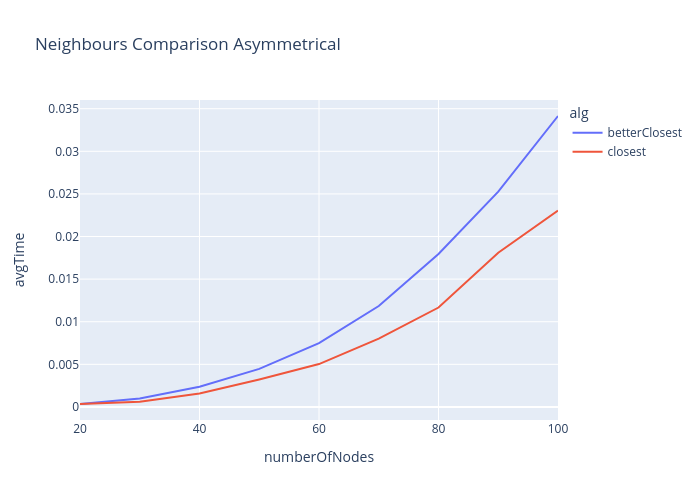 Neighbours Comparison Asymmetrical
alg
betterClosest
closest
avgTime
0.035
0.03
0.025
0.02
0.015
0.01
0.005
0
20
40
60
80
100
numberOfNodes